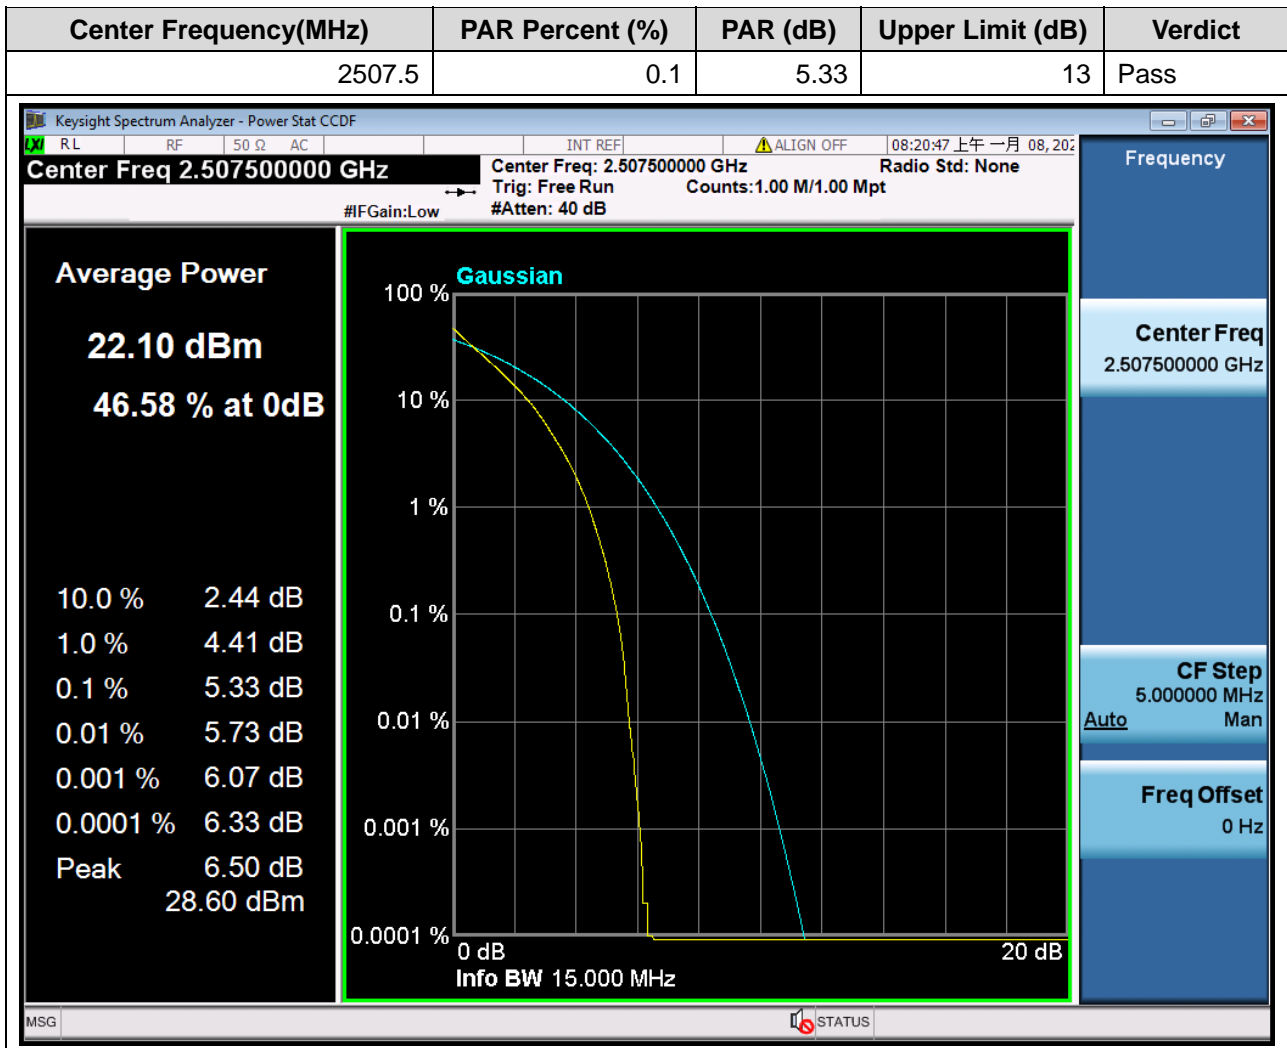 Center Frequency(MHz) PAR Percent (%) PAR (dB) Upper Limit (dB) Verdict
2507.5 0.1 5.33 13 Pass
Keysight Spectrum Analyzer - Power Stat CCDF
LXI RL RF 50 Ω AC INT REF ALIGN OFF 08:20:47 上午 一月 08, 202
Center Freq 2.507500000 GHz
Center Freq: 2.507500000 GHz Radio Std: None
Trig: Free Run Counts:1.00 M/1.00 Mpt
#IFGain:Low #Atten: 40 dB
Frequency
Average Power
22.10 dBm
46.58 % at 0dB
10.0 % 2.44 dB
1.0 % 4.41 dB
0.1 % 5.33 dB
0.01 % 5.73 dB
0.001 % 6.07 dB
0.0001 % 6.33 dB
Peak 6.50 dB
28.60 dBm
Gaussian
100 %
10 %
1 %
0.1 %
0.01 %
0.001 %
0.0001 %
0 dB 20 dB
Info BW 15.000 MHz
Center Freq
2.507500000 GHz
CF Step
5.000000 MHz
Auto Man
Freq Offset
0 Hz
MSG STATUS